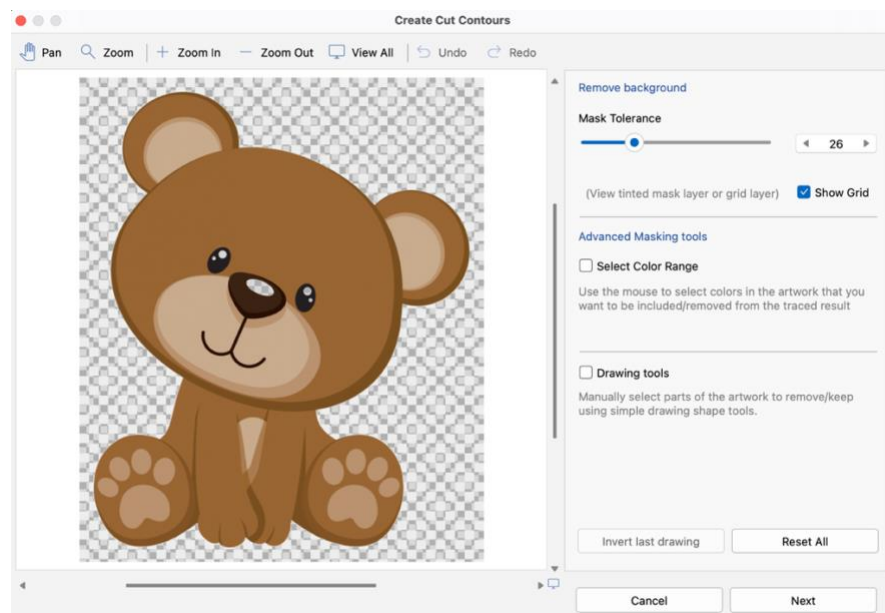 Create Cut Contours
Pan Zoom Zoom In Zoom Out View All Undo Redo
Remove background
Mask Tolerance
26
(View tinted mask layer or grid layer) Show Grid
Advanced Masking tools
Select Color Range
Use the mouse to select colors in the artwork that you
want to be included/removed from the traced result
Drawing tools
Manually select parts of the artwork to remove/keep
using simple drawing shape tools.
Invert last drawing Reset All
Cancel Next